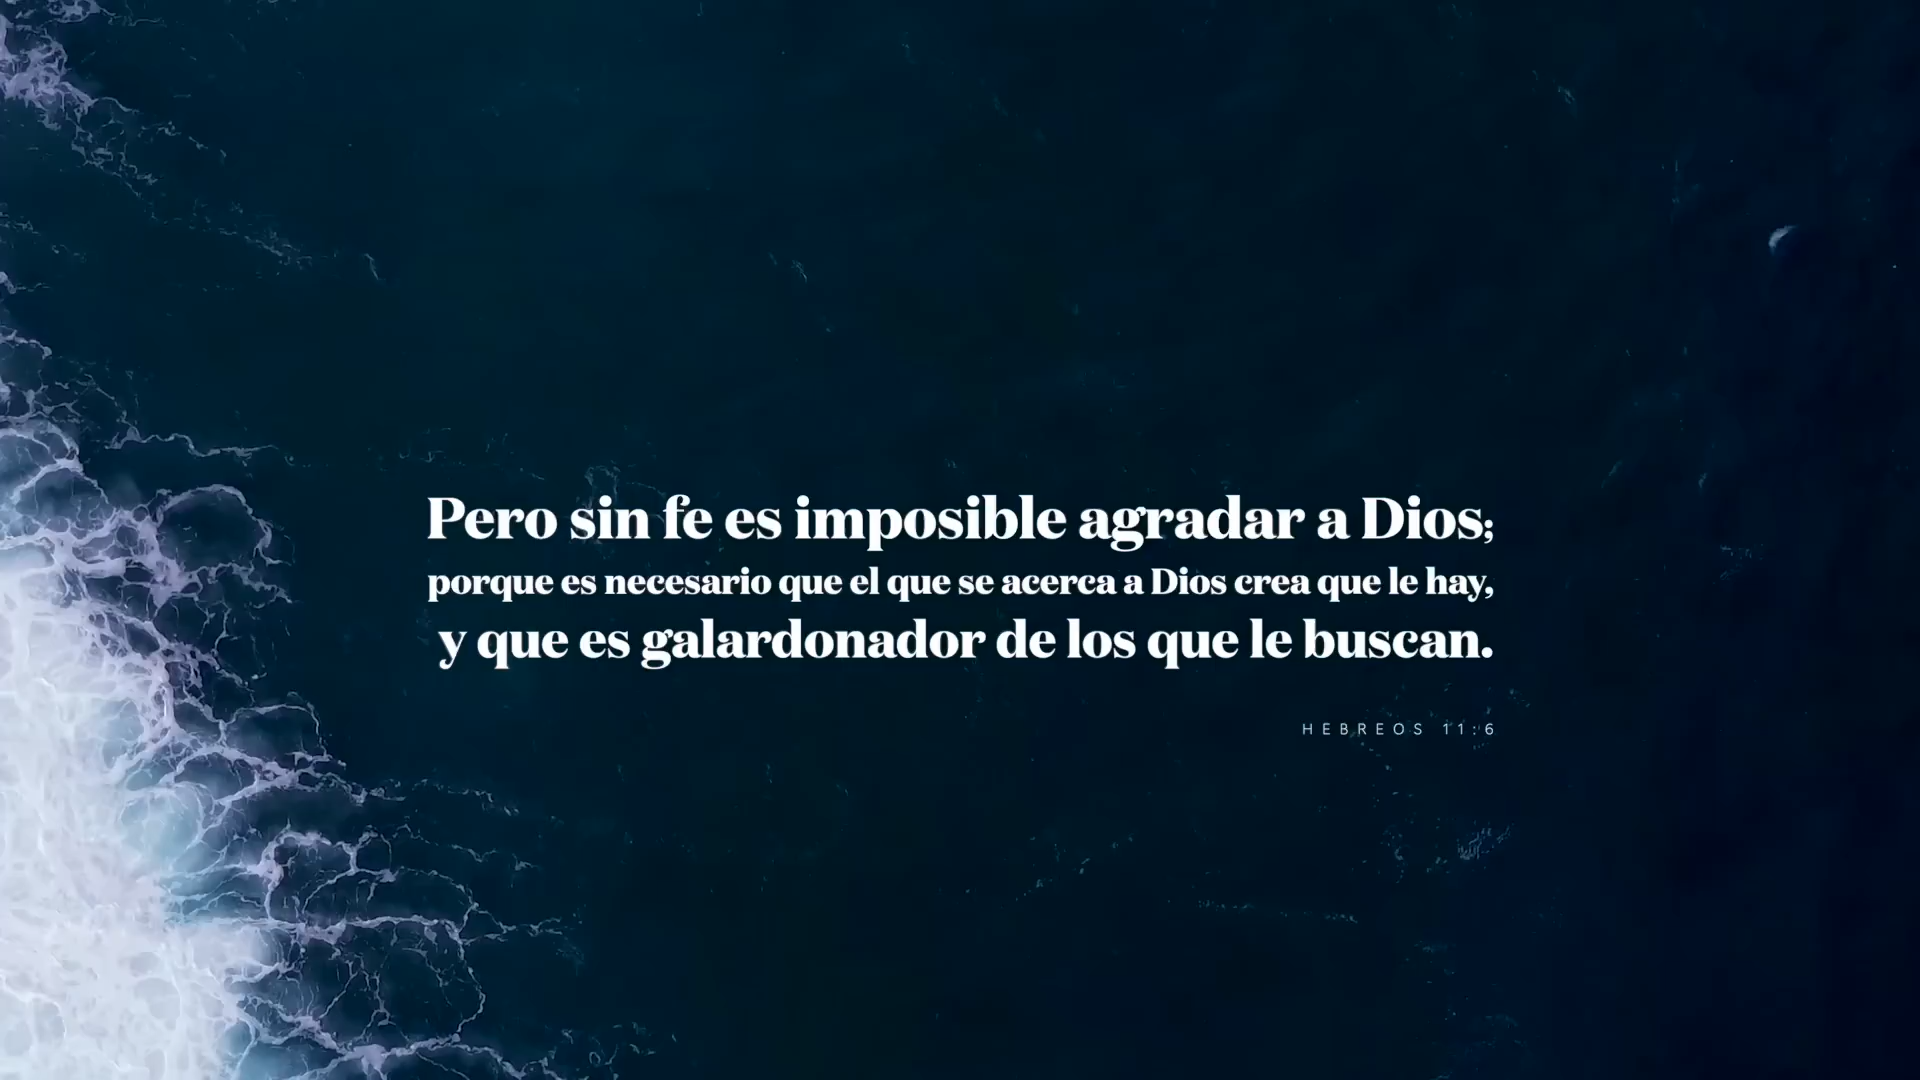 Pero sin fe es imposible agradar a Dios;
porque es necesario que el que se acerca a Dios crea que le hay,
y que es galardonador de los que le buscan.
HEBREOS 11:6